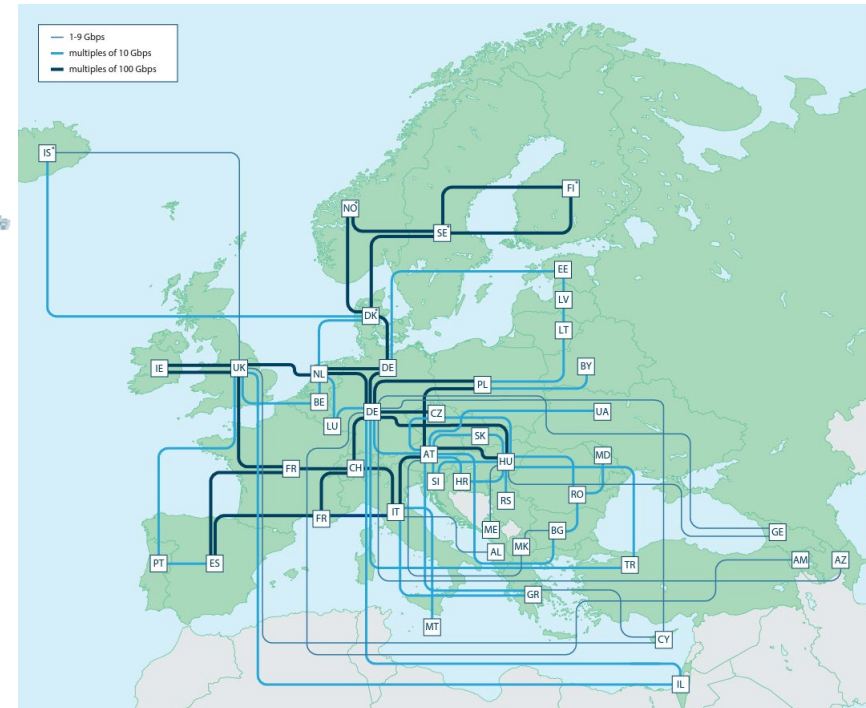 1-9 Gbps
multiples of 10 Gbps
multiples of 100 Gbps
IS*
NO*
FI*
SE*
EE
LV
LT
DK*
IE
UK
NL
DE
BY
PL
BE
LU
DE
CZ
UA
SK
AT
HU
MD
FR
CH
SI
HR
RS
RO
FR
IT
ME
BG
GE
AL
MK
PT
ES
TR
AM
AZ
GR
MT
CY
IL